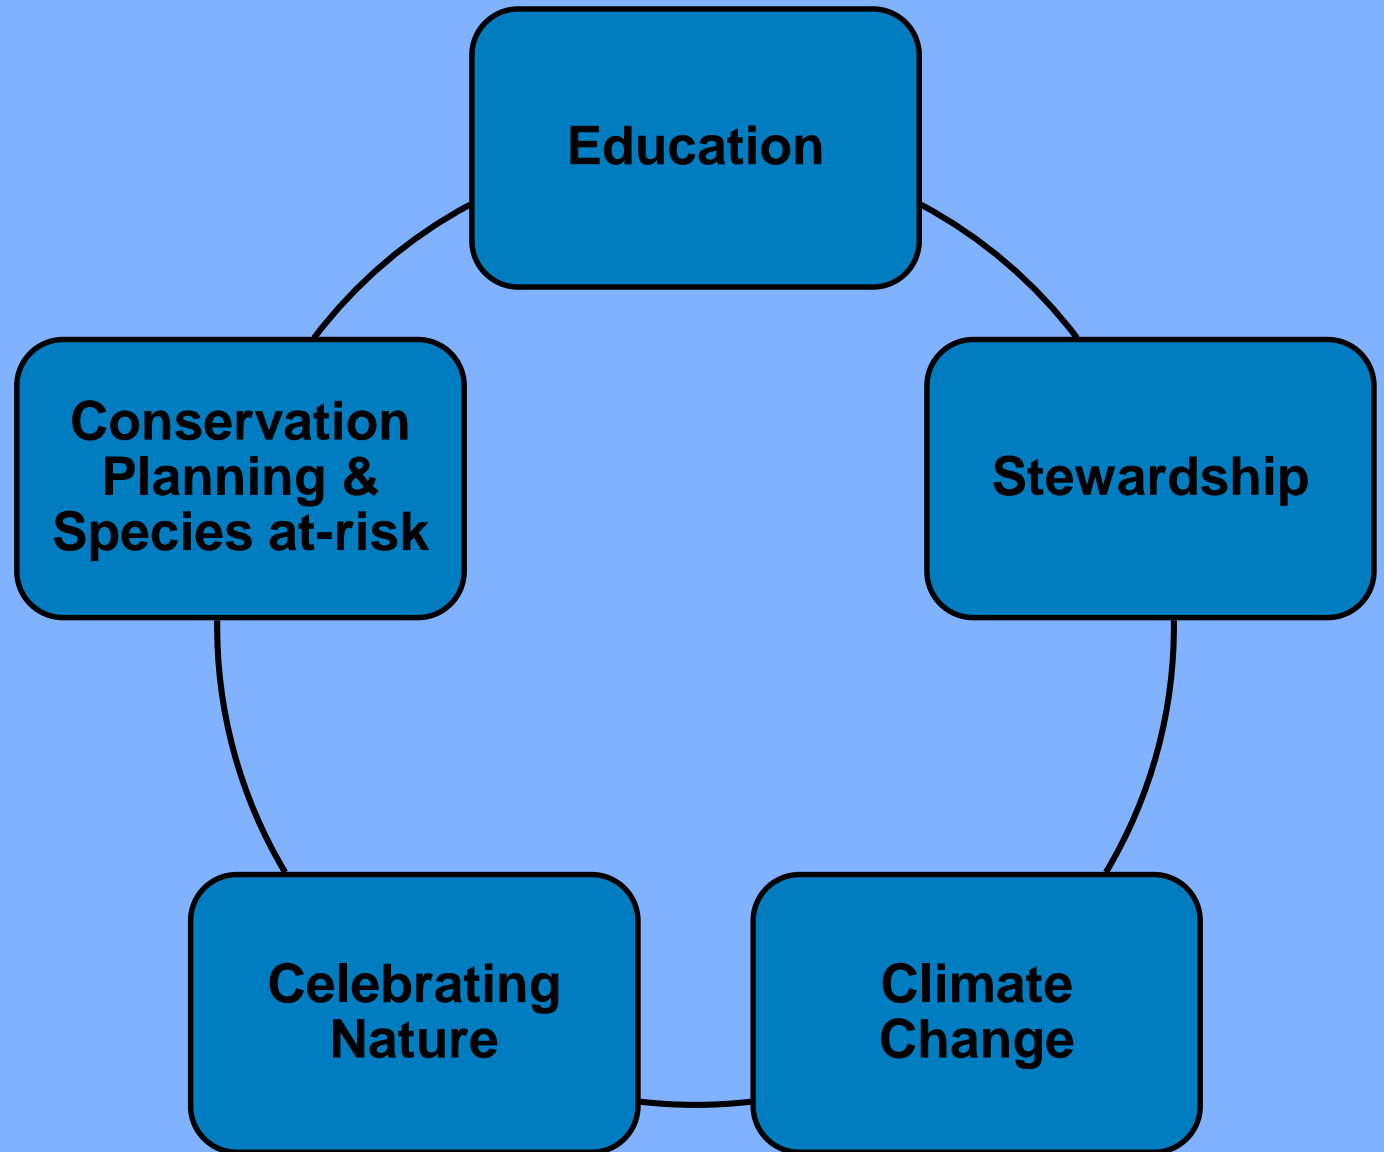 Education
Conservation
Planning &
Species at-risk
Stewardship
Celebrating
Nature
Climate
Change